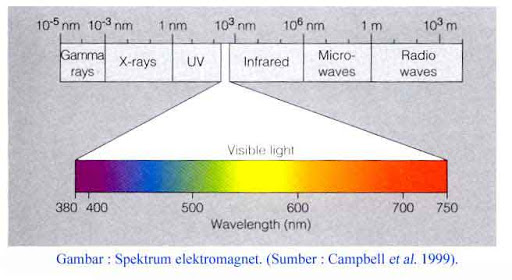 10-5 nm 10-3 nm 1 nm 103 nm 106 nm 1 m 103 m
Gamma rays X-rays UV Infrared Micro-waves Radio waves
Visible light
380 400 500 600 700 750
Wavelength (nm)
Gambar : Spektrum elektromagnet. (Sumber : Campbell et al. 1999).